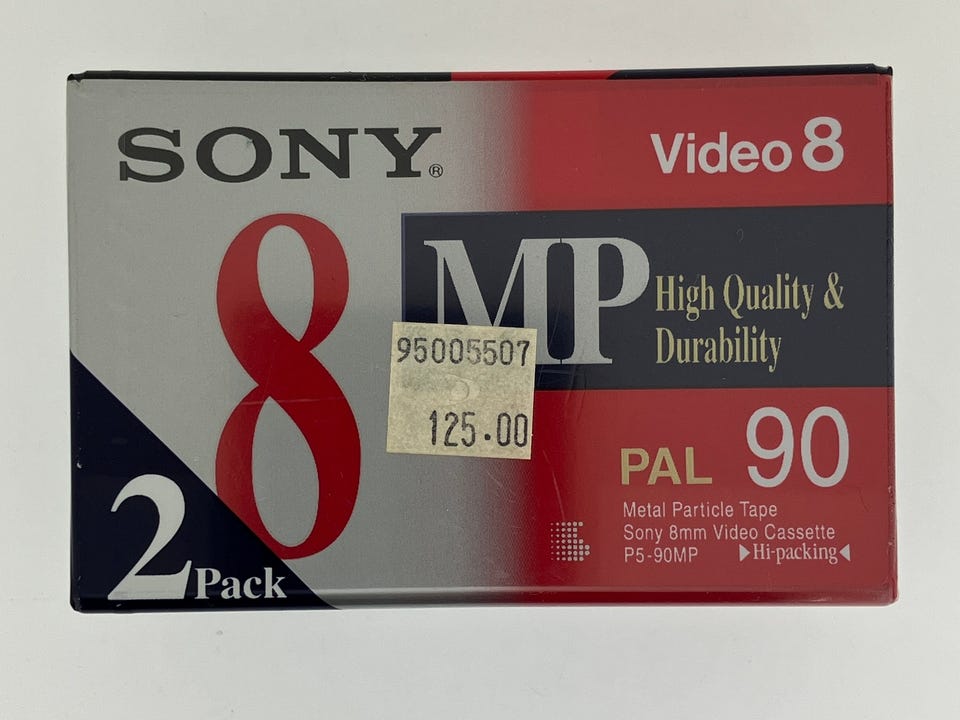 SONY®
Video 8
8
MP
High Quality &
Durability
95005507
125.00
PAL 90
Metal Particle Tape
Sony 8mm Video Cassette
P5-90MP ▶Hi-packing◀
2 Pack